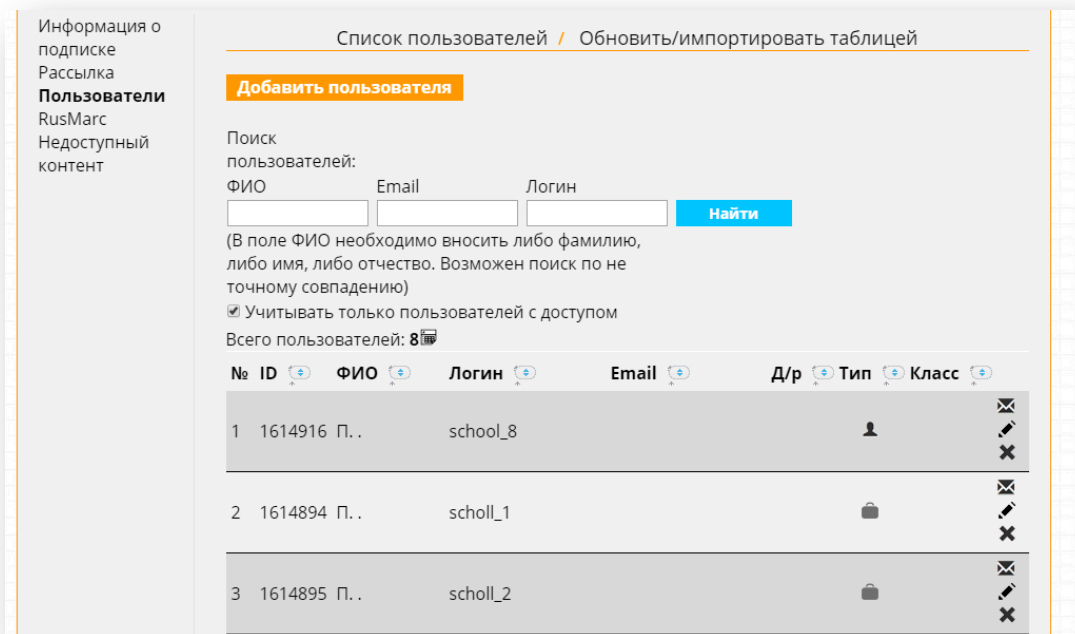 Информация о
подписке
Рассылка
Пользователи
RusMarc
Недоступный
контент
Список пользователей / Обновить/импортировать таблицей
Добавить пользователя
Поиск
пользователей:
ФИО Email Логин
Найти
(В поле ФИО необходимо вносить либо фамилию,
либо имя, либо отчество. Возможен поиск по не
точному совпадению)
Учитывать только пользователей с доступом
Всего пользователей: 8
№ ID ФИО Логин Email Д/р Тип Класс
1 1614916 П. . school_8
2 1614894 П. . scholl_1
3 1614895 П. . scholl_2